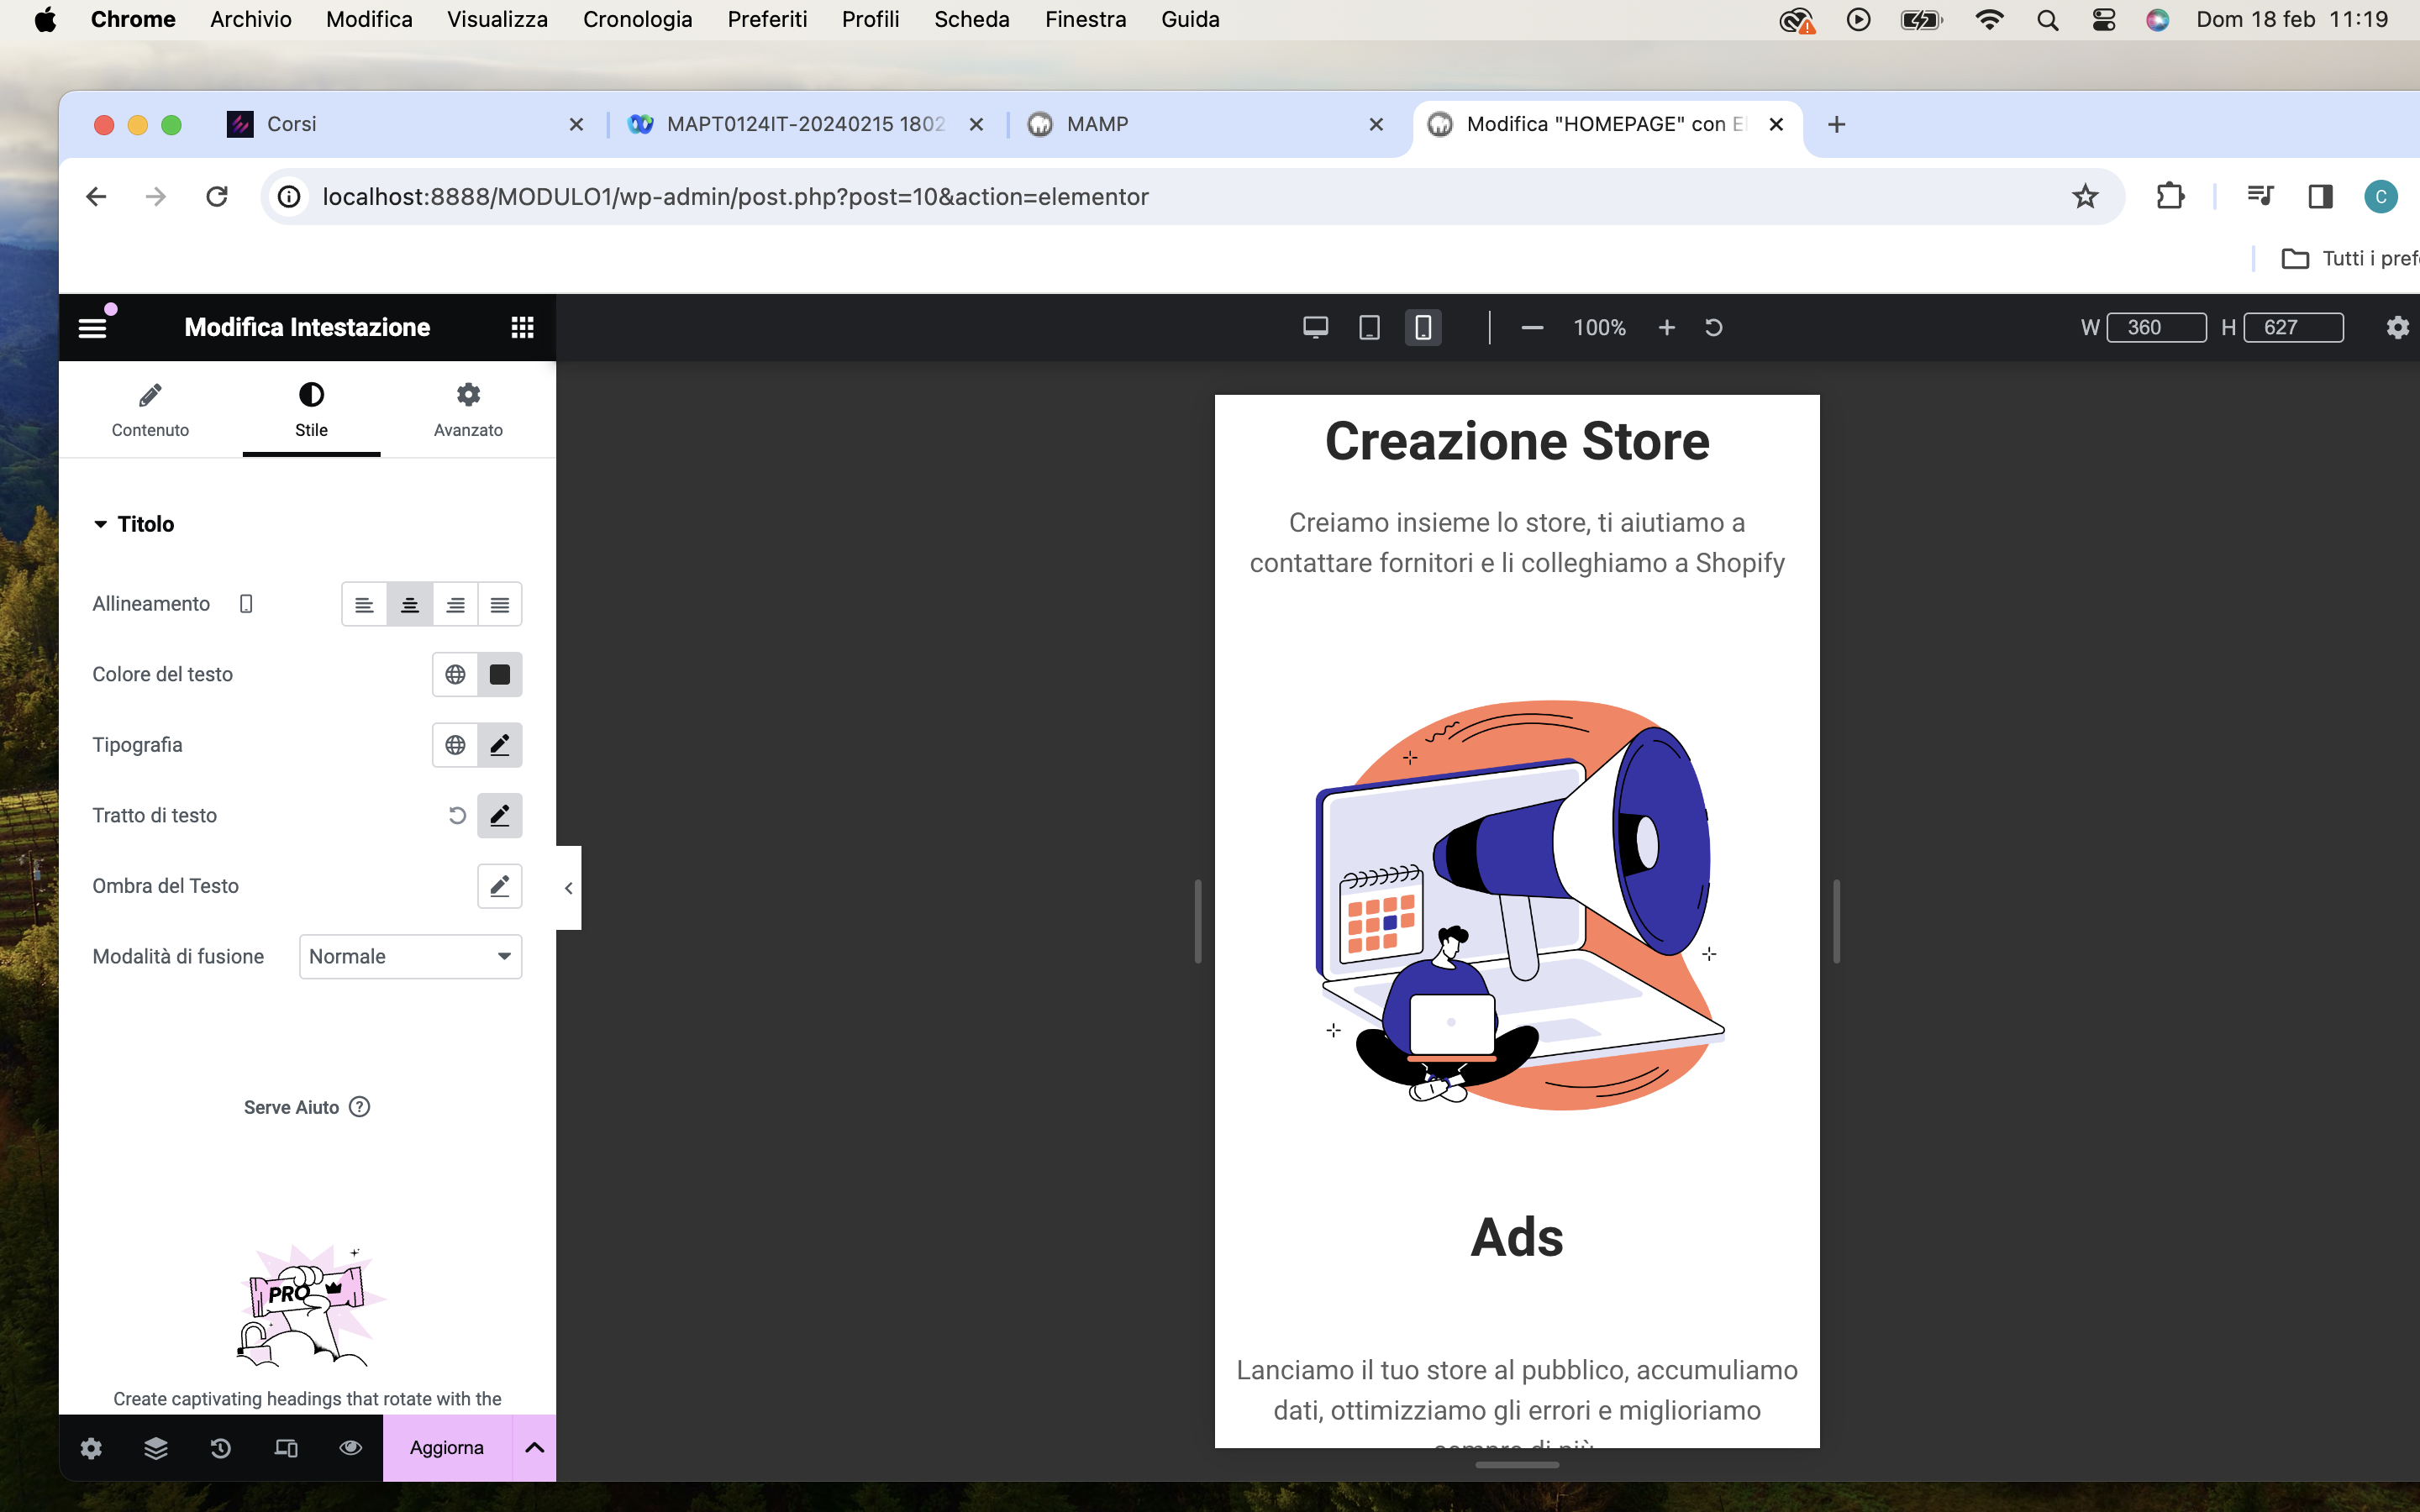 Chrome Archivio Modifica Visualizza Cronologia Preferiti Profili Scheda Finestra Guida Dom 18 feb 11:19
Corsi MAPT0124IT-20240215 1802 MAMP Modifica "HOMEPAGE" con El
localhost:8888/MODULO1/wp-admin/post.php?post=10&action=elementor C
Tutti i pref
Modifica Intestazione 100% W 360 H 627
Contenuto Stile Avanzato
Titolo
Allineamento
Colore del testo
Tipografia
Tratto di testo
Ombra del Testo
Modalità di fusione Normale
Serve Aiuto ?
PRO
Create captivating headings that rotate with the
Aggiorna
Creazione Store
Creiamo insieme lo store, ti aiutiamo a
contattare fornitori e li colleghiamo a Shopify
Ads
Lanciamo il tuo store al pubblico, accumuliamo
dati, ottimizziamo gli errori e miglioriamo
sempre di più